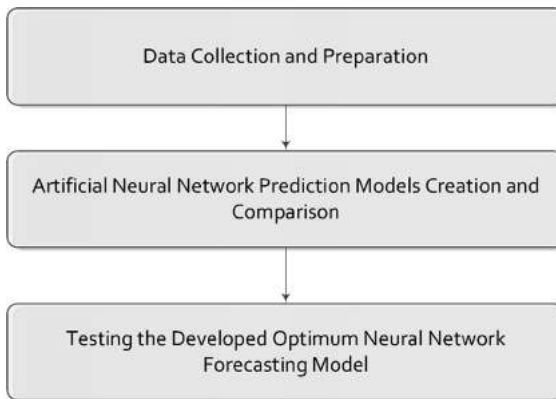 Data Collection and Preparation
Artificial Neural Network Prediction Models Creation and
Comparison
Testing the Developed Optimum Neural Network
Forecasting Model